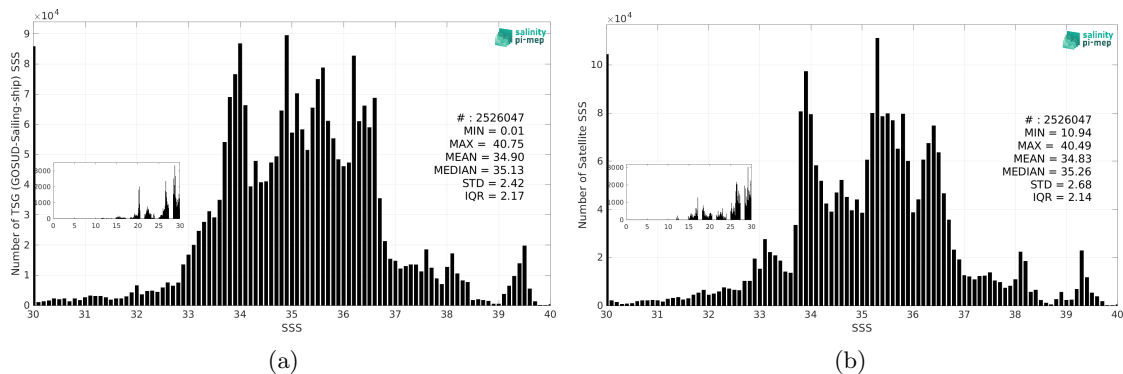 ×10⁴
9
8
7
6
5
4
3
2
1
0
Number of TSG (GOSUD-Sailing-ship) SSS
salinity
pi-mep
# : 2526047
MIN = 0.01
MAX = 40.75
MEAN = 34.90
MEDIAN = 35.13
STD = 2.42
IQR = 2.17
3000
2000
1000
0
0 5 10 15 20 25 30
30 31 32 33 34 35 36 37 38 39 40
SSS
(a)
×10⁴
10
8
6
4
2
0
Number of Satellite SSS
salinity
pi-mep
# : 2526047
MIN = 10.94
MAX = 40.49
MEAN = 34.83
MEDIAN = 35.26
STD = 2.68
IQR = 2.14
3000
2000
1000
0
0 5 10 15 20 25 30
30 31 32 33 34 35 36 37 38 39 40
SSS
(b)